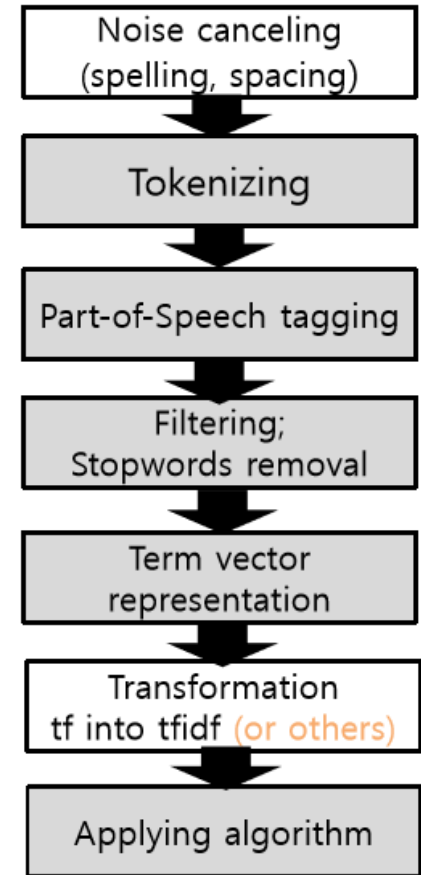 Noise canceling
(spelling, spacing)
Tokenizing
Part-of-Speech tagging
Filtering;
Stopwords removal
Term vector
representation
Transformation
tf into tfidf (or others)
Applying algorithm